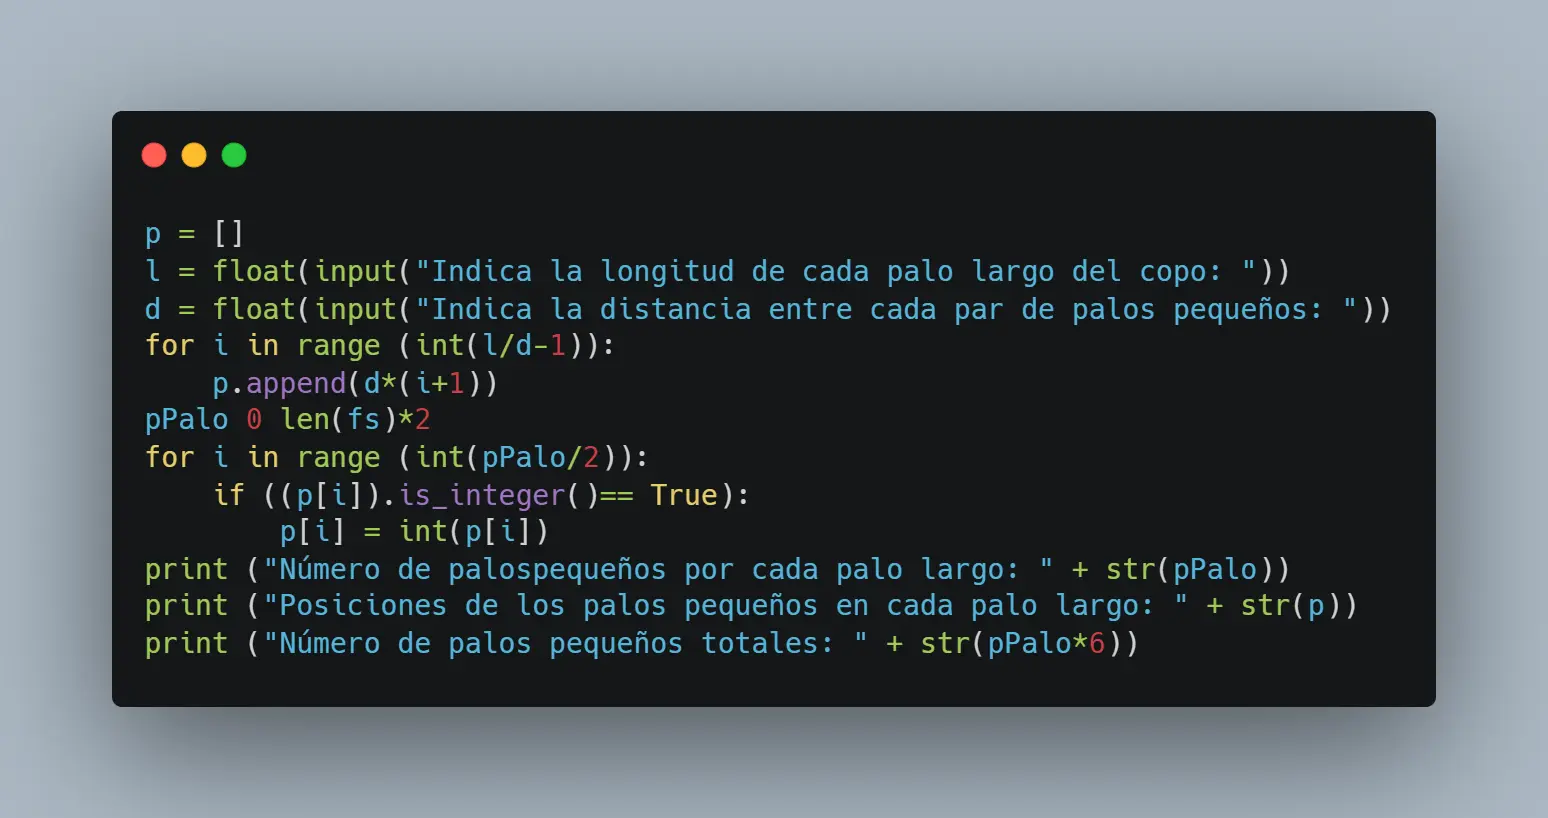 p = []
l = float(input("Indica la longitud de cada palo largo del copo: "))
d = float(input("Indica la distancia entre cada par de palos pequeños: "))
for i in range (int(l/d-1)):
    p.append(d*(i+1))
pPalo 0 len(fs)*2
for i in range (int(pPalo/2)):
    if ((p[i]).is_integer()== True):
        p[i] = int(p[i])
print ("Número de palospequeños por cada palo largo: " + str(pPalo))
print ("Posiciones de los palos pequeños en cada palo largo: " + str(p))
print ("Número de palos pequeños totales: " + str(pPalo*6))